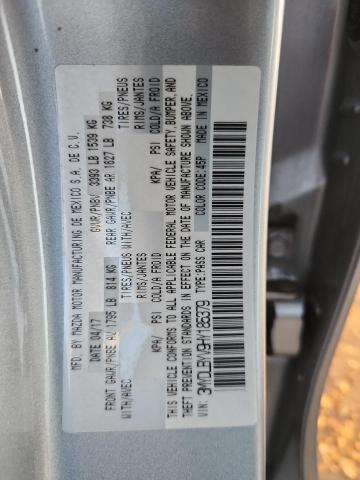 MFD. BY MAZDA MOTOR MANUFACTURING DE MEXICO S.A. DE C.V.
DATE 04/17 GVWR/PNBV 3393 LB 1539 KG
FRONT GAWR/PNBE AV 1795 LB 814 KG REAR GAWR/PNBE AR 1627 LB 738 KG
WITH/AVEC TIRES/PNEUS WITH/AVEC TIRES/PNEUS
RIMS/JANTES RIMS/JANTES
KPA/ PSI COLD/A FROID KPA/ PSI COLD/A FROID
THIS VEHICLE CONFORMS TO ALL APPLICABLE FEDERAL MOTOR VEHICLE SAFETY, BUMPER, AND
THEFT PREVENTION STANDARDS IN EFFECT ON THE DATE OF MANUFACTURE SHOWN ABOVE.
TYPE: PASS CAR COLOR CODE: 45P MADE IN MEXICO
VIN: